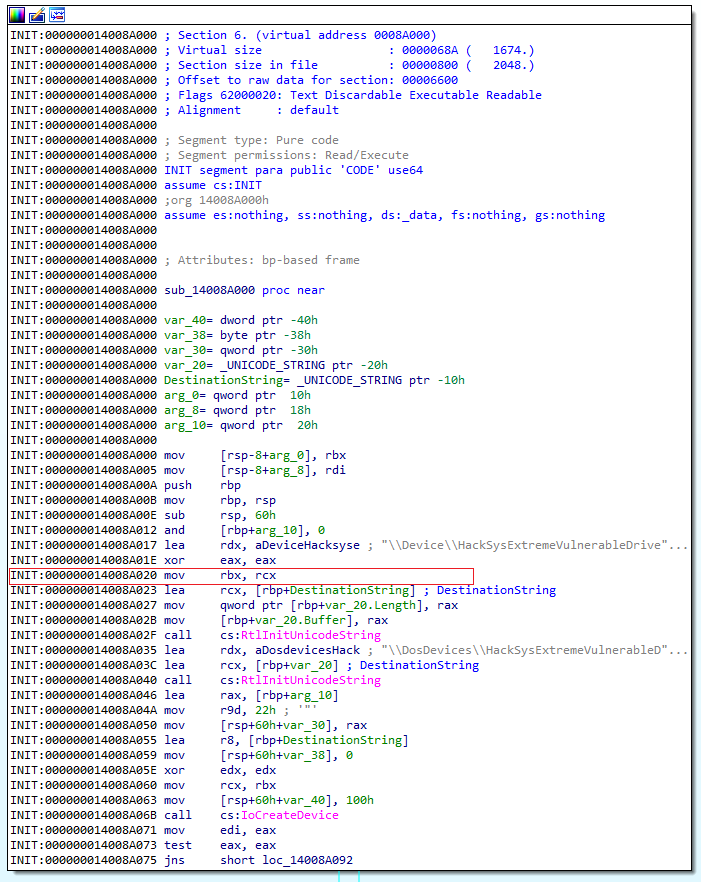 INIT:000000014008A000 ; Section 6. (virtual address 0008A000)
INIT:000000014008A000 ; Virtual size                  : 0000068A (   1674.)
INIT:000000014008A000 ; Section size in file          : 00000800 (   2048.)
INIT:000000014008A000 ; Offset to raw data for section: 00006600
INIT:000000014008A000 ; Flags 62000020: Text Discardable Executable Readable
INIT:000000014008A000 ; Alignment     : default
INIT:000000014008A000
INIT:000000014008A000 ; Segment type: Pure code
INIT:000000014008A000 ; Segment permissions: Read/Execute
INIT:000000014008A000 INIT segment para public 'CODE' use64
INIT:000000014008A000 assume cs:INIT
INIT:000000014008A000 ;org 14008A000h
INIT:000000014008A000 assume es:nothing, ss:nothing, ds:_data, fs:nothing, gs:nothing
INIT:000000014008A000
INIT:000000014008A000
INIT:000000014008A000 ; Attributes: bp-based frame
INIT:000000014008A000
INIT:000000014008A000 sub_14008A000 proc near
INIT:000000014008A000
INIT:000000014008A000 var_40= dword ptr -40h
INIT:000000014008A000 var_38= byte ptr -38h
INIT:000000014008A000 var_30= qword ptr -30h
INIT:000000014008A000 var_20= _UNICODE_STRING ptr -20h
INIT:000000014008A000 DestinationString= _UNICODE_STRING ptr -10h
INIT:000000014008A000 arg_0= qword ptr  10h
INIT:000000014008A000 arg_8= qword ptr  18h
INIT:000000014008A000 arg_10= qword ptr  20h
INIT:000000014008A000
INIT:000000014008A000 mov     [rsp-8+arg_0], rbx
INIT:000000014008A005 mov     [rsp-8+arg_8], rdi
INIT:000000014008A00A push    rbp
INIT:000000014008A00B mov     rbp, rsp
INIT:000000014008A00E sub     rsp, 60h
INIT:000000014008A012 and     [rbp+arg_10], 0
INIT:000000014008A017 lea     rdx, aDeviceHacksyse ; "\\Device\\HackSysExtremeVulnerableDrive"...
INIT:000000014008A01E xor     eax, eax
INIT:000000014008A020 mov     rbx, rcx
INIT:000000014008A023 lea     rcx, [rbp+DestinationString] ; DestinationString
INIT:000000014008A027 mov     qword ptr [rbp+var_20.Length], rax
INIT:000000014008A02B mov     [rbp+var_20.Buffer], rax
INIT:000000014008A02F call    cs:RtlInitUnicodeString
INIT:000000014008A035 lea     rdx, aDosdevicesHack ; "\\DosDevices\\HackSysExtremeVulnerableD"...
INIT:000000014008A03C lea     rcx, [rbp+var_20] ; DestinationString
INIT:000000014008A040 call    cs:RtlInitUnicodeString
INIT:000000014008A046 lea     rax, [rbp+arg_10]
INIT:000000014008A04A mov     r9d, 22h ; '"'
INIT:000000014008A050 mov     [rsp+60h+var_30], rax
INIT:000000014008A055 lea     r8, [rbp+DestinationString]
INIT:000000014008A059 mov     [rsp+60h+var_38], 0
INIT:000000014008A05E xor     edx, edx
INIT:000000014008A060 mov     rcx, rbx
INIT:000000014008A063 mov     [rsp+60h+var_40], 100h
INIT:000000014008A06B call    cs:IoCreateDevice
INIT:000000014008A071 mov     edi, eax
INIT:000000014008A073 test    eax, eax
INIT:000000014008A075 jns     short loc_14008A092